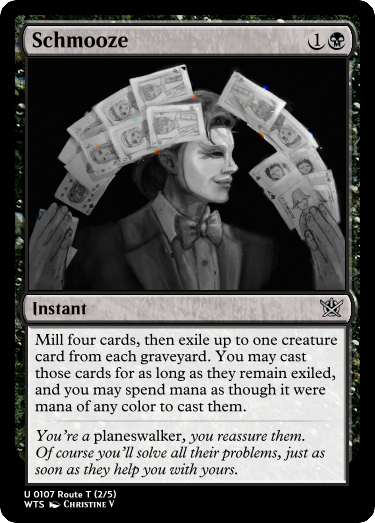 Schmooze 1
Instant
Mill four cards, then exile up to one creature
card from each graveyard. You may cast
those cards for as long as they remain exiled,
and you may spend mana as though it were
mana of any color to cast them.
You're a planeswalker, you reassure them.
Of course you'll solve all their problems, just as
soon as they help you with yours.
U 0107 Route T (2/5)
WTS Christine V